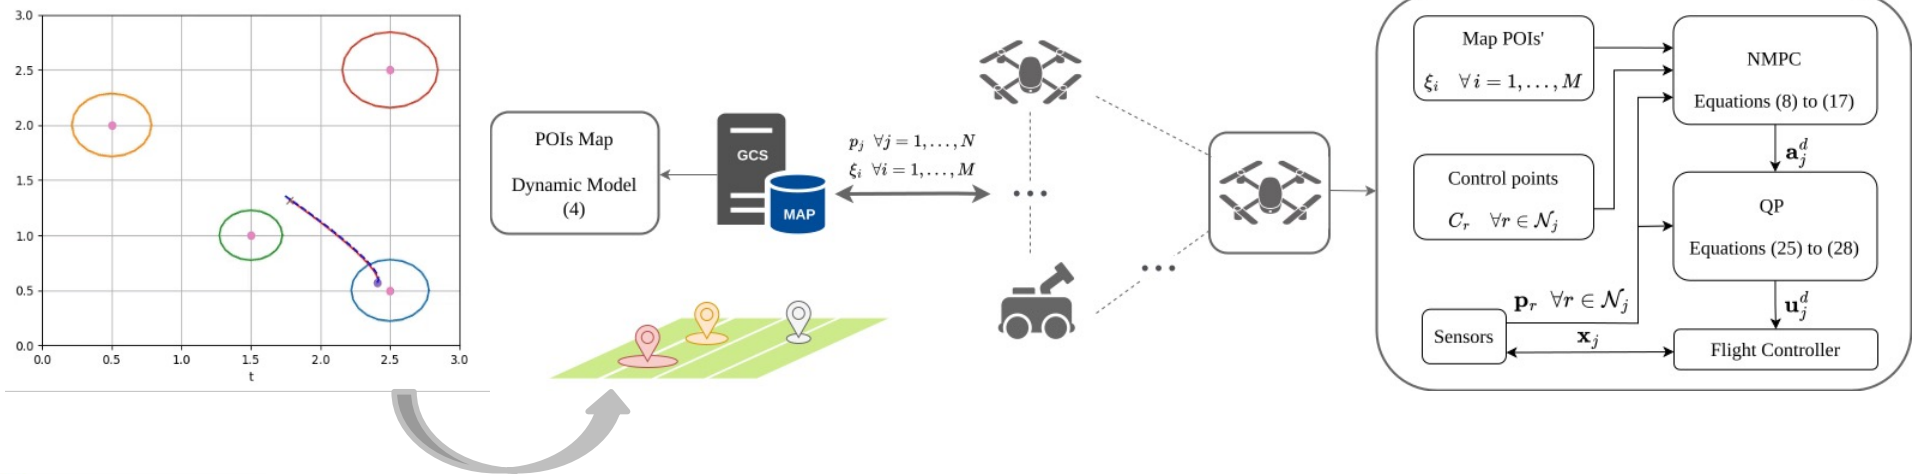 3.0
2.5
2.0
1.5
1.0
0.5
0.0
0.0 0.5 1.0 1.5 2.0 2.5 3.0
t
POIs Map
Dynamic Model
(4)
GCS
MAP
p_j ∀j = 1, . . . , N
ξ_i ∀i = 1, . . . , M
...
...
Map POIs'
ξ_i ∀ i = 1, . . . , M
Control points
C_r ∀r ∈ 𝒩_j
Sensors
p_r ∀r ∈ 𝒩_j
x_j
NMPC
Equations (8) to (17)
a_j^d
QP
Equations (25) to (28)
u_j^d
Flight Controller